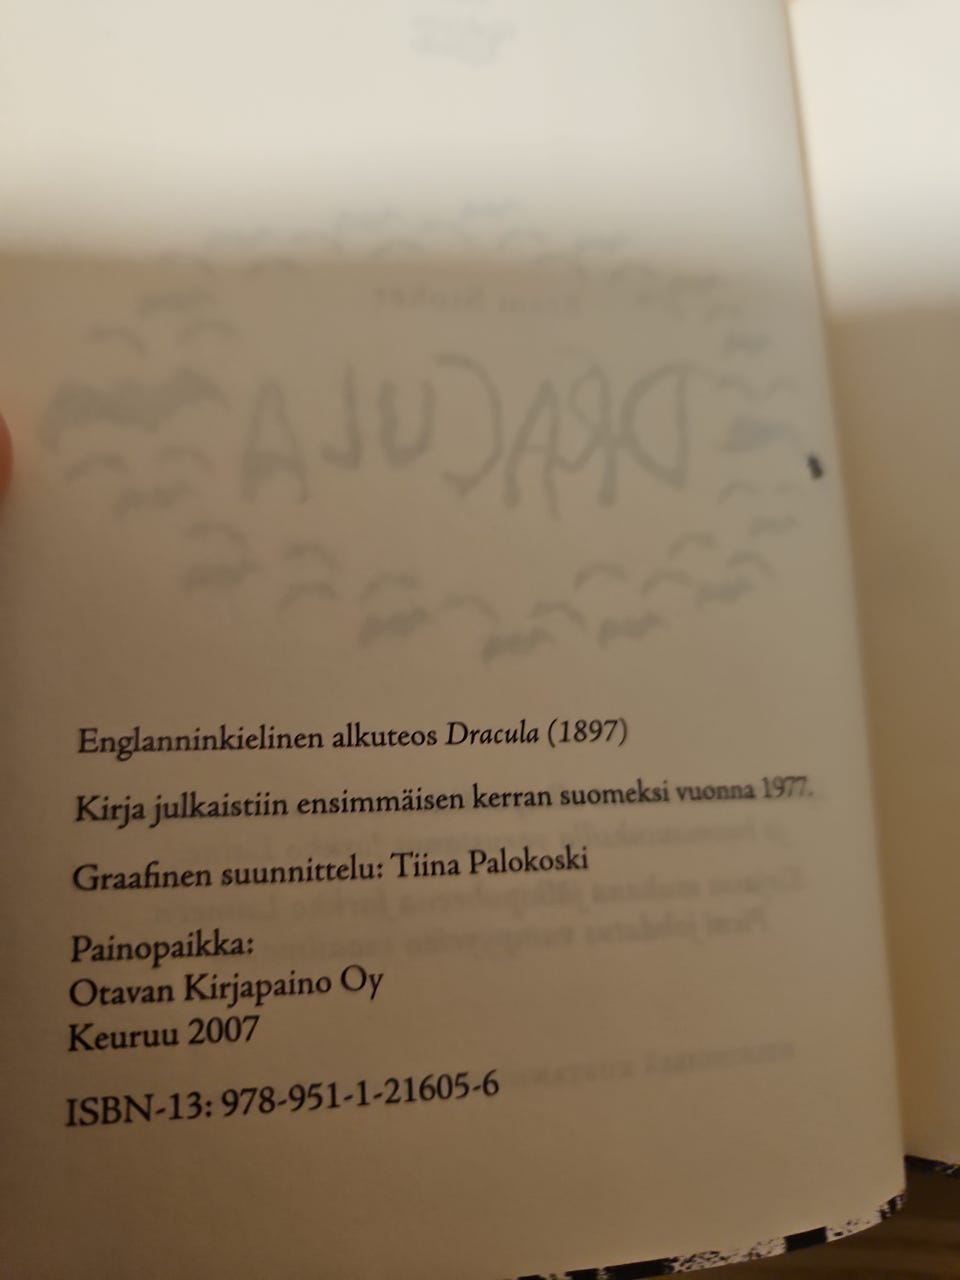 DRACULA
Englanninkielinen alkuteos Dracula (1897)
Kirja julkaistiin ensimmäisen kerran suomeksi vuonna 1977.
Graafinen suunnittelu: Tiina Palokoski
Painopaikka:
Otavan Kirjapaino Oy
Keuruu 2007
ISBN-13: 978-951-1-21605-6